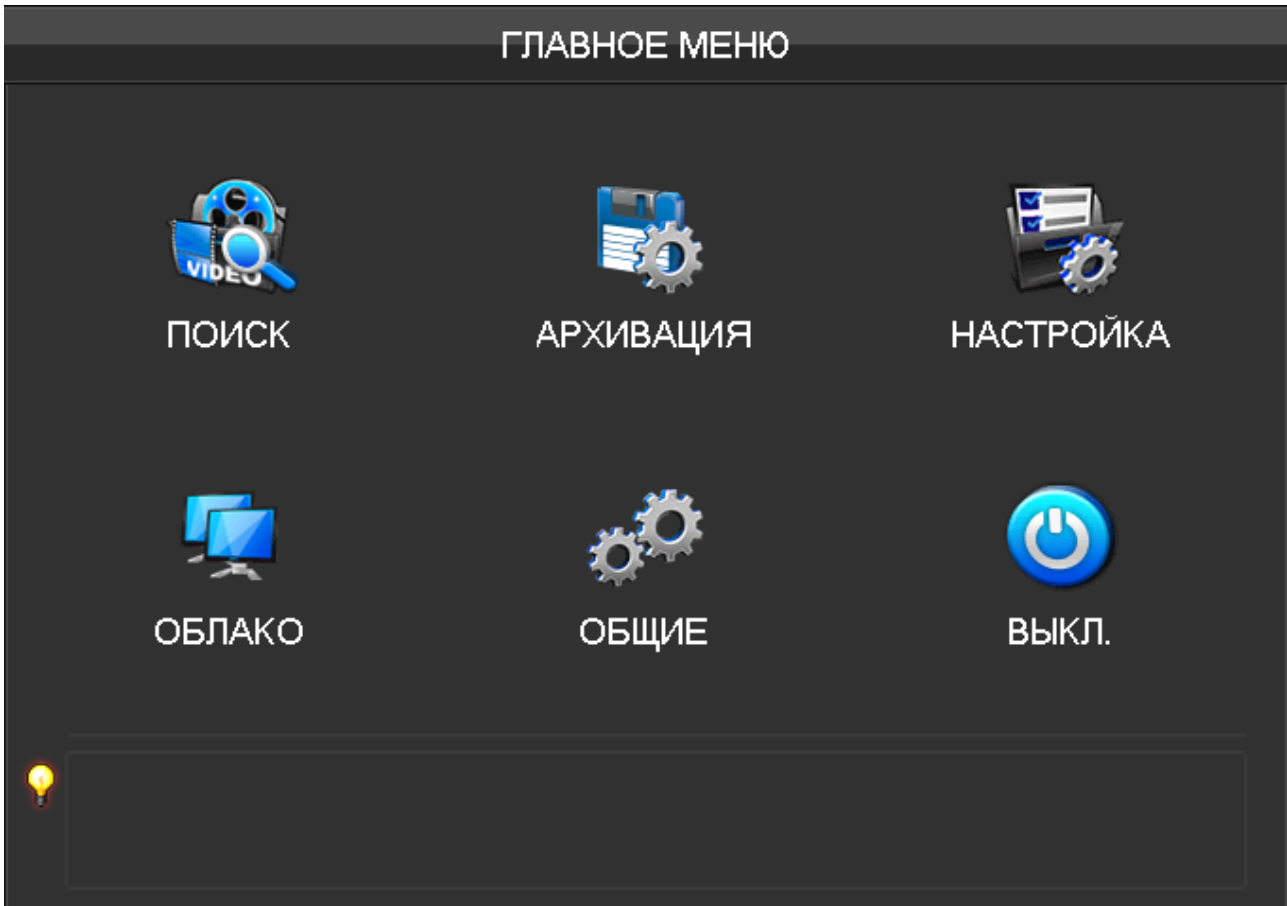 ГЛАВНОЕ МЕНЮ
VIDEO
ПОИСК
АРХИВАЦИЯ
НАСТРОЙКА
ОБЛАКО
ОБЩИЕ
ВЫКЛ.